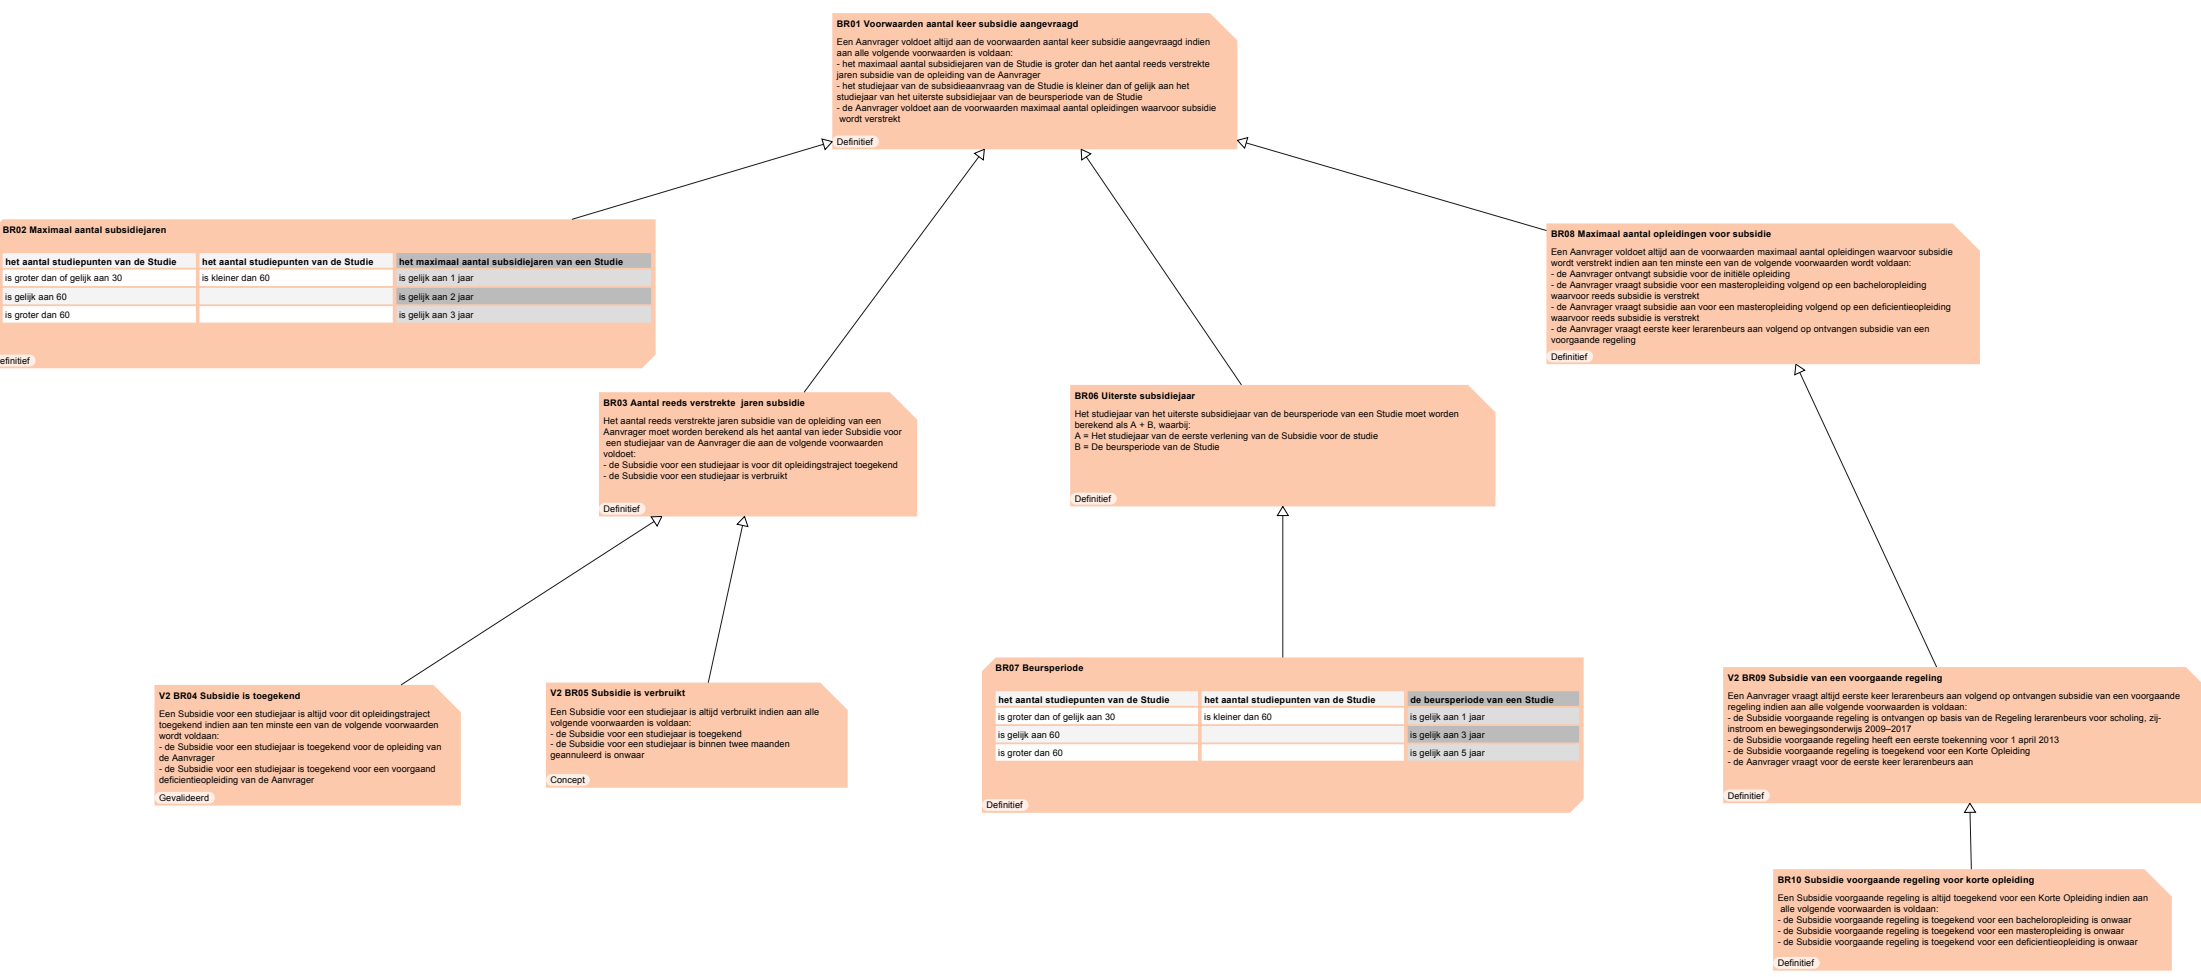 BR01 Voorwaarden aantal keer subsidie aangevraagd
Een Aanvrager voldoet altijd aan de voorwaarden aantal keer subsidie aangevraagd indien
aan alle volgende voorwaarden is voldaan:
- het maximaal aantal subsidiejaren van de Studie is groter dan het aantal reeds verstrekte
jaren subsidie van de opleiding van de Aanvrager
- het studiejaar van de subsidieaanvraag van de Studie is kleiner dan of gelijk aan het
studiejaar van het uiterste subsidiejaar van de beursperiode van de Studie
- de Aanvrager voldoet aan de voorwaarden maximaal aantal opleidingen waarvoor subsidie
wordt verstrekt
Definitief
BR02 Maximaal aantal subsidiejaren
het aantal studiepunten van de Studie het aantal studiepunten van de Studie het maximaal aantal subsidiejaren van een Studie
is groter dan of gelijk aan 30 is kleiner dan 60 is gelijk aan 1 jaar
is gelijk aan 60 is gelijk aan 2 jaar
is groter dan 60 is gelijk aan 3 jaar
efinitief
BR08 Maximaal aantal opleidingen voor subsidie
Een Aanvrager voldoet altijd aan de voorwaarden maximaal aantal opleidingen waarvoor subsidie
wordt verstrekt indien aan ten minste een van de volgende voorwaarden wordt voldaan:
- de Aanvrager ontvangt subsidie voor de initiële opleiding
- de Aanvrager vraagt subsidie voor een masteropleiding volgend op een bacheloropleiding
waarvoor reeds subsidie is verstrekt
- de Aanvrager vraagt subsidie aan voor een masteropleiding volgend op een deficientieopleiding
waarvoor reeds subsidie is verstrekt
- de Aanvrager vraagt eerste keer lerarenbeurs aan volgend op ontvangen subsidie van een
voorgaande regeling
Definitief
BR03 Aantal reeds verstrekte jaren subsidie
Het aantal reeds verstrekte jaren subsidie van de opleiding van een
Aanvrager moet worden berekend als het aantal van ieder Subsidie voor
een studiejaar van de Aanvrager die aan de volgende voorwaarden
voldoet:
- de Subsidie voor een studiejaar is voor dit opleidingstraject toegekend
- de Subsidie voor een studiejaar is verbruikt
Definitief
BR06 Uiterste subsidiejaar
Het studiejaar van het uiterste subsidiejaar van de beursperiode van een Studie moet worden
berekend als A + B, waarbij:
A = Het studiejaar van de eerste verlening van de Subsidie voor de studie
B = De beursperiode van de Studie
Definitief
V2 BR04 Subsidie is toegekend
Een Subsidie voor een studiejaar is altijd voor dit opleidingstraject
toegekend indien aan ten minste een van de volgende voorwaarden
wordt voldaan:
- de Subsidie voor een studiejaar is toegekend voor de opleiding van
de Aanvrager
- de Subsidie voor een studiejaar is toegekend voor een voorgaand
deficientieopleiding van de Aanvrager
Gevalideerd
V2 BR05 Subsidie is verbruikt
Een Subsidie voor een studiejaar is altijd verbruikt indien aan alle
volgende voorwaarden is voldaan:
- de Subsidie voor een studiejaar is toegekend
- de Subsidie voor een studiejaar is binnen twee maanden
geannuleerd is onwaar
Concept
BR07 Beursperiode
het aantal studiepunten van de Studie het aantal studiepunten van de Studie de beursperiode van een Studie
is groter dan of gelijk aan 30 is kleiner dan 60 is gelijk aan 1 jaar
is gelijk aan 60 is gelijk aan 3 jaar
is groter dan 60 is gelijk aan 5 jaar
Definitief
V2 BR09 Subsidie van een voorgaande regeling
Een Aanvrager vraagt altijd eerste keer lerarenbeurs aan volgend op ontvangen subsidie van een voorgaande
regeling indien aan alle volgende voorwaarden is voldaan:
- de Subsidie voorgaande regeling is ontvangen op basis van de Regeling lerarenbeurs voor scholing, zij-
instroom en bewegingsonderwijs 2009–2017
- de Subsidie voorgaande regeling heeft een eerste toekenning voor 1 april 2013
- de Subsidie voorgaande regeling is toegekend voor een Korte Opleiding
- de Aanvrager vraagt voor de eerste keer lerarenbeurs aan
Definitief
BR10 Subsidie voorgaande regeling voor korte opleiding
Een Subsidie voorgaande regeling is altijd toegekend voor een Korte Opleiding indien aan
alle volgende voorwaarden is voldaan:
- de Subsidie voorgaande regeling is toegekend voor een bacheloropleiding is onwaar
- de Subsidie voorgaande regeling is toegekend voor een masteropleiding is onwaar
- de Subsidie voorgaande regeling is toegekend voor een deficientieopleiding is onwaar
Definitief